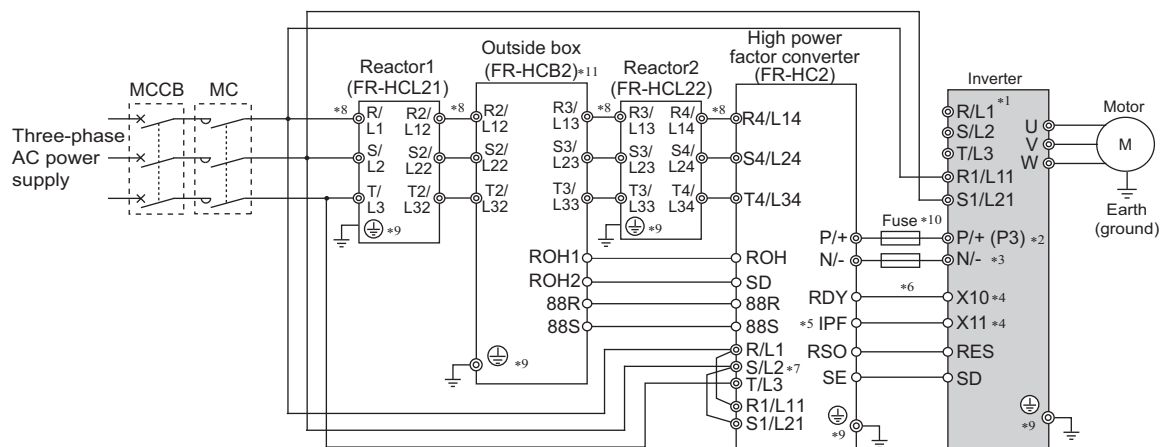 High power
factor converter
(FR-HC2)
Outside box
(FR-HCB2)*11
Reactor1
(FR-HCL21)
Reactor2
(FR-HCL22)
Inverter
MCCB
MC
Three-phase
AC power
supply
*8
R/
L1
S/
L2
T/
L3
R2/
L12
S2/
L22
T2/
L32
*9
*8
R2/
L12
S2/
L22
T2/
L32
R3/
L13
S3/
L23
T3/
L33
*8
R3/
L13
S3/
L23
T3/
L33
R4/
L14
S4/
L24
T4/
L34
*9
*8
R4/L14
S4/L24
T4/L34
ROH1
ROH2
88R
88S
*9
ROH
SD
88R
88S
R/L1
S/L2 *7
T/L3
R1/L11
S1/L21
P/+
N/-
RDY
*5 IPF
RSO
SE
*9
Fuse *10
*6
R/L1 *1
S/L2
T/L3
R1/L11
S1/L21
P/+ (P3) *2
N/- *3
X10 *4
X11 *4
RES
SD
*9
U
V
W
Motor
M
Earth
(ground)